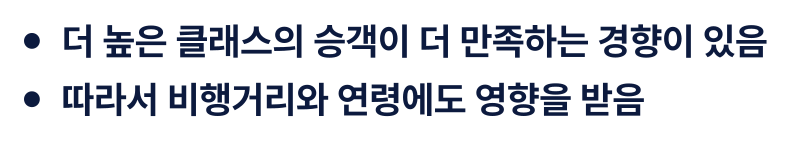 • 더 높은 클래스의 승객이 더 만족하는 경향이 있음
• 따라서 비행거리와 연령에도 영향을 받음